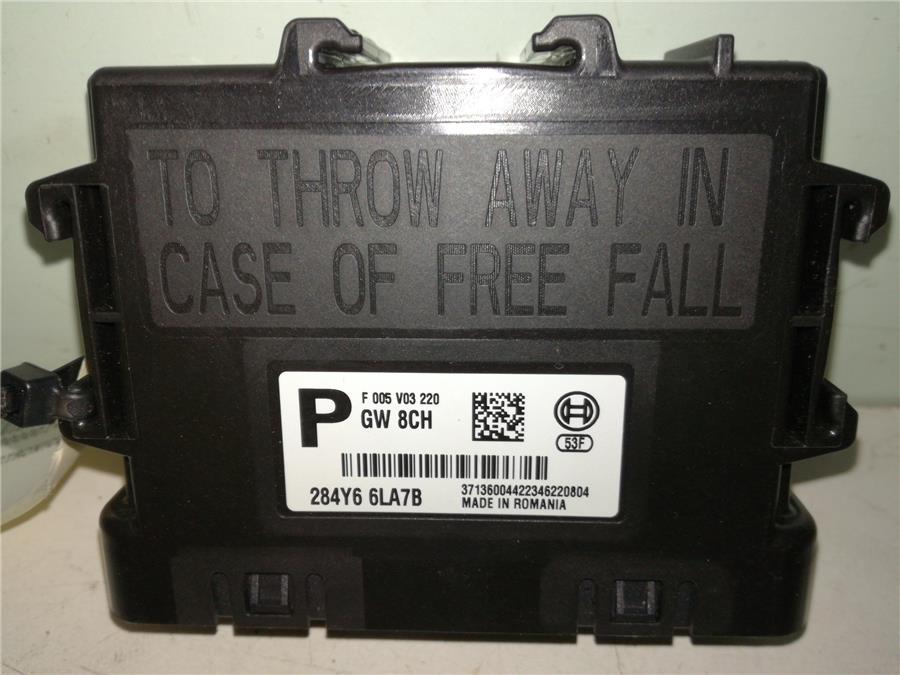 TO THROW AWAY IN
CASE OF FREE FALL
P
F 005 V03 220
GW 8CH
53F
284Y6 6LA7B
37136004422346220804
MADE IN ROMANIA